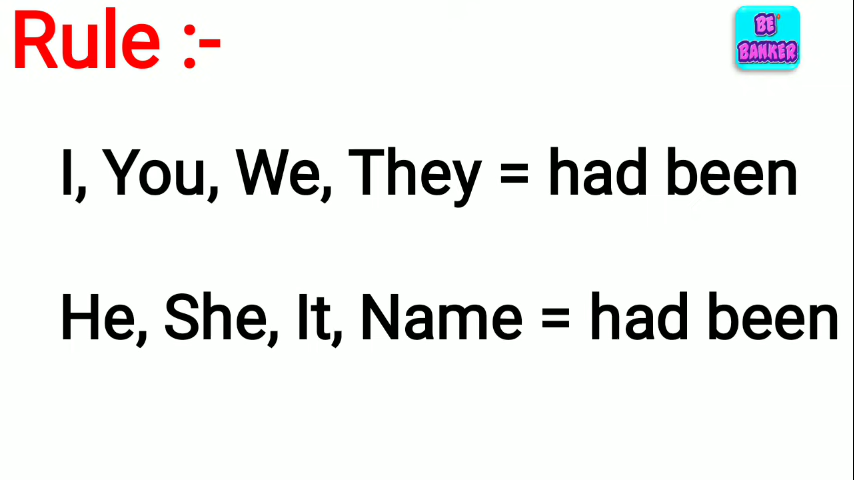 Rule :-
BE
BANKER
I, You, We, They = had been
He, She, It, Name = had been